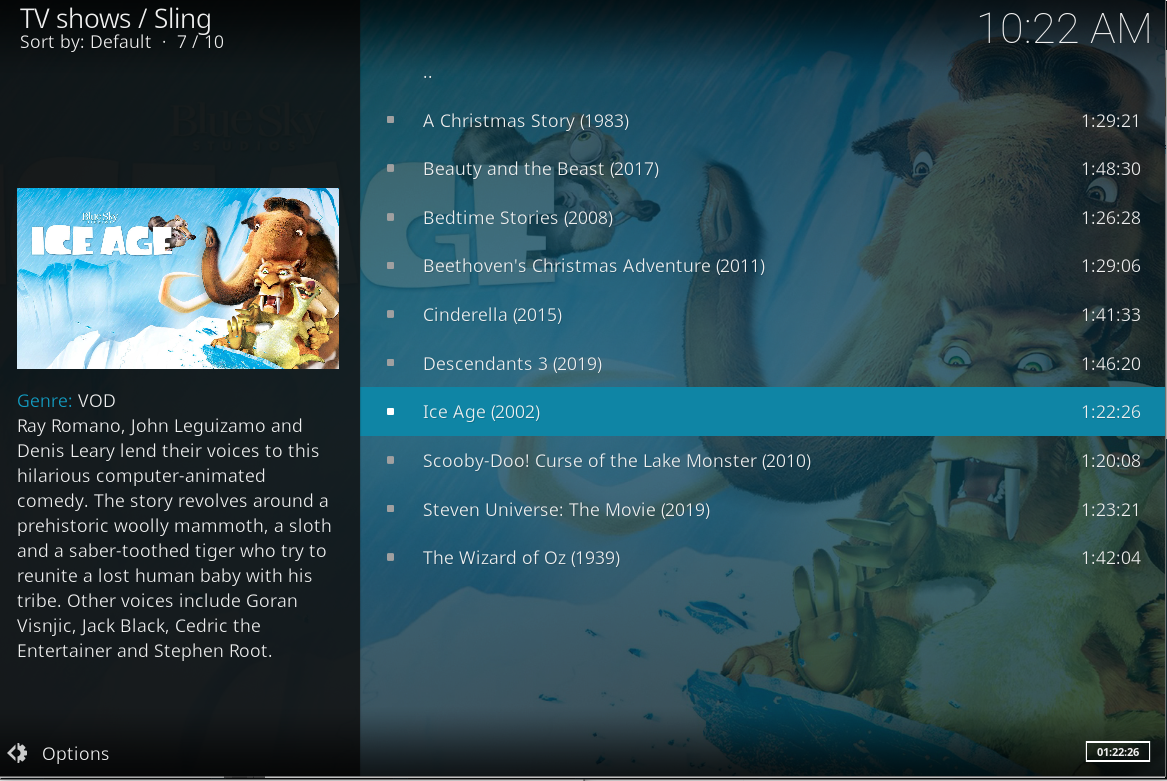 TV shows / Sling
Sort by: Default · 7 / 10
10:22 AM
..
A Christmas Story (1983) 1:29:21
Beauty and the Beast (2017) 1:48:30
Bedtime Stories (2008) 1:26:28
Beethoven's Christmas Adventure (2011) 1:29:06
Cinderella (2015) 1:41:33
Descendants 3 (2019) 1:46:20
Ice Age (2002) 1:22:26
Scooby-Doo! Curse of the Lake Monster (2010) 1:20:08
Steven Universe: The Movie (2019) 1:23:21
The Wizard of Oz (1939) 1:42:04
Blue Sky
ICE AGE
Blue Sky
ICE AGE
Genre: VOD
Ray Romano, John Leguizamo and
Denis Leary lend their voices to this
hilarious computer-animated
comedy. The story revolves around a
prehistoric woolly mammoth, a sloth
and a saber-toothed tiger who try to
reunite a lost human baby with his
tribe. Other voices include Goran
Visnjic, Jack Black, Cedric the
Entertainer and Stephen Root.
Options
01:22:26